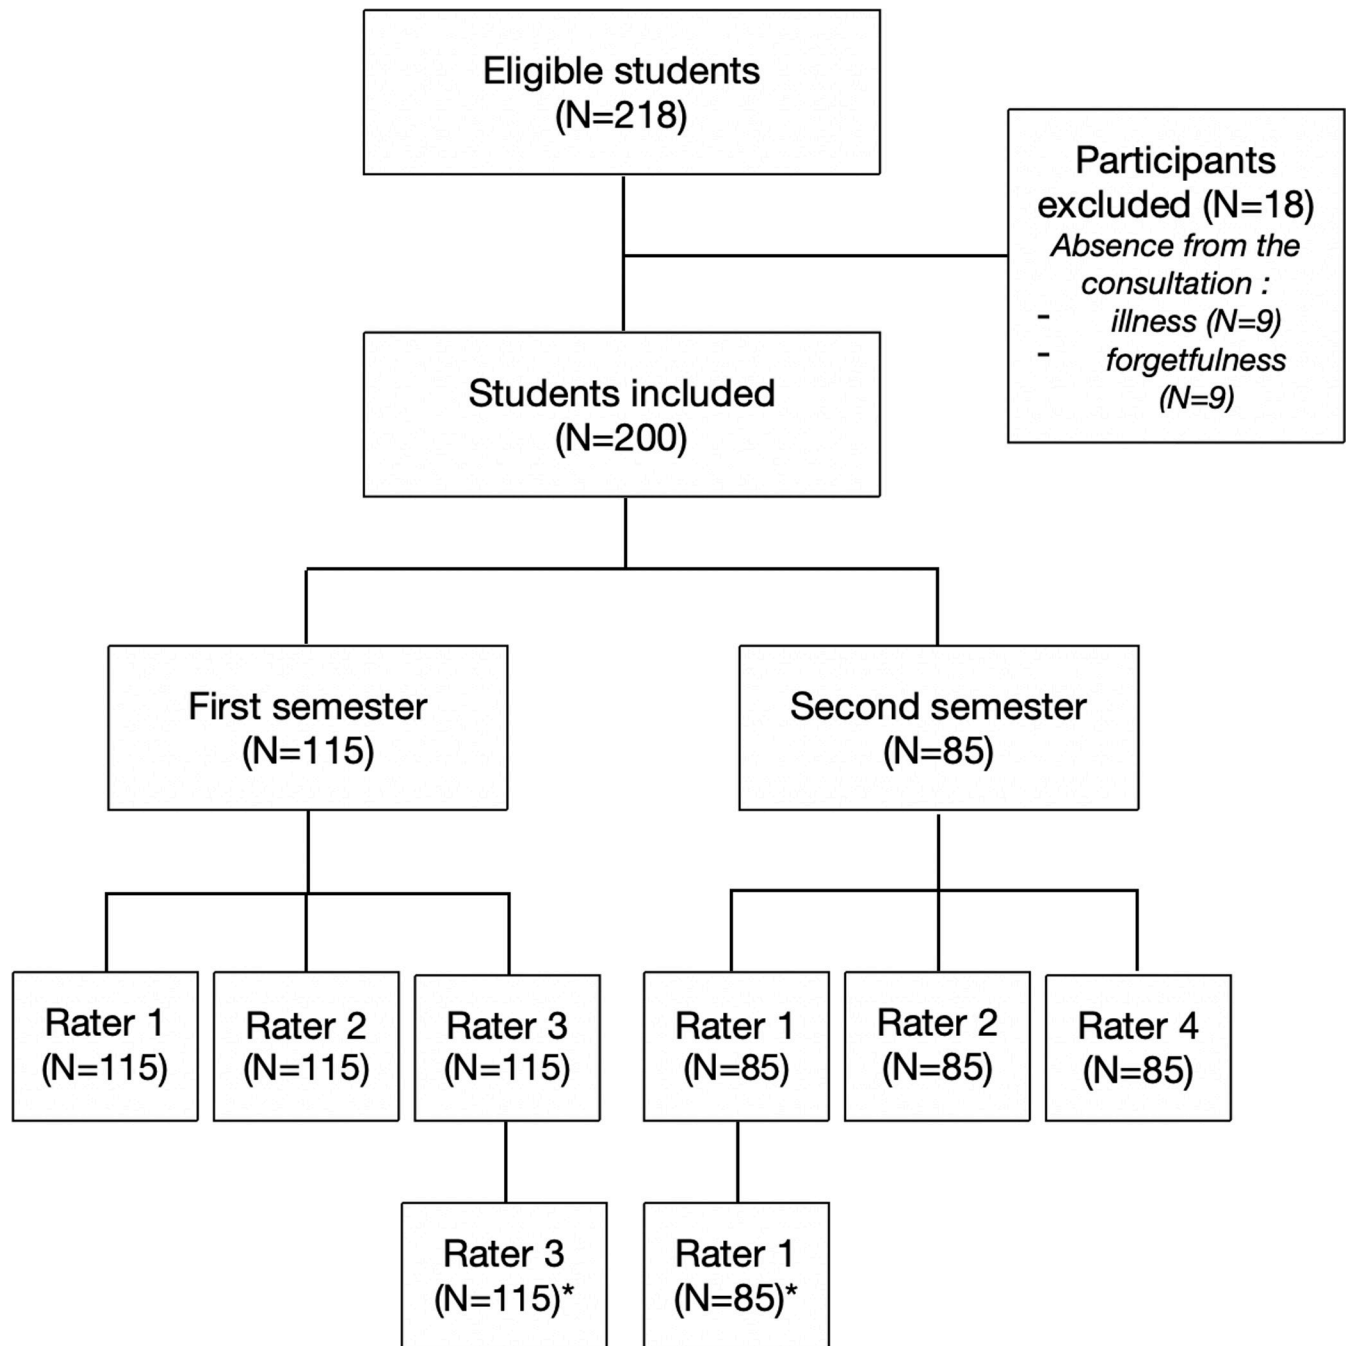 Eligible students
(N=218)
Participants
excluded (N=18)
Absence from the
consultation :
- illness (N=9)
- forgetfulness
(N=9)
Students included
(N=200)
First semester
(N=115)
Second semester
(N=85)
Rater 1
(N=115)
Rater 2
(N=115)
Rater 3
(N=115)
Rater 1
(N=85)
Rater 2
(N=85)
Rater 4
(N=85)
Rater 3
(N=115)*
Rater 1
(N=85)*